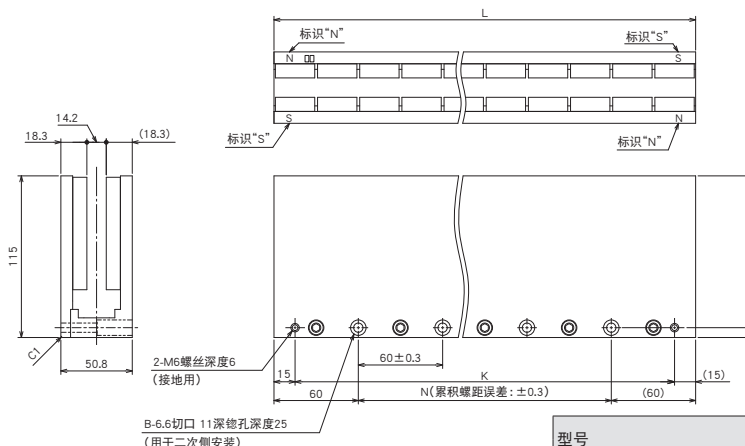 L
标识“N”
标识“S”
N
S
S
N
标识“S”
标识“N”
14.2
18.3
(18.3)
115
C1
50.8
2-M6螺丝深度6
(接地用)
15
60±0.3
K
(15)
60
N(累积螺距误差:±0.3)
(60)
B-6.6切口 11深锪孔深度25
(用于二次侧安装)
型号